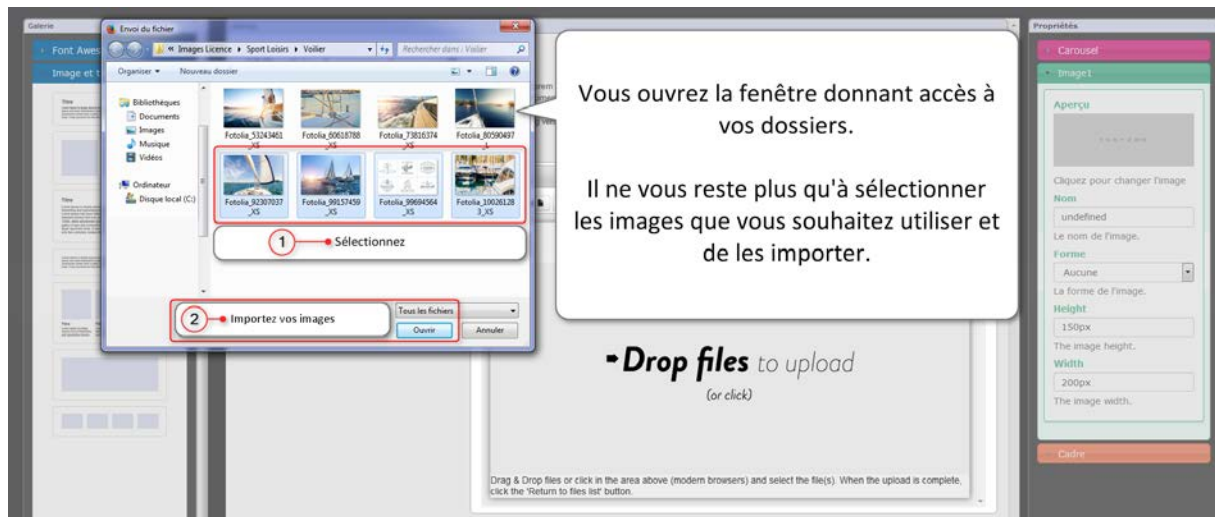 Galerie
Font Awes
Image et t
Titre
Titre
Envoi du fichier
« Images Licence ▸ Sport Loisirs ▸ Voilier
Rechercher dans : Voilier
Organiser
Nouveau dossier
Bibliothèques
Documents
Images
Musique
Vidéos
Ordinateur
Disque local (C:)
Fotolia_53243461_XS
Fotolia_60618788_XS
Fotolia_73816374_XS
Fotolia_80590497_L
Fotolia_92307037_XS
Fotolia_99157459_XS
Fotolia_99694564_XS
Fotolia_100261283_XS
1 Sélectionnez
2 Importez vos images
Tous les fichiers
Ouvrir
Annuler
Vous ouvrez la fenêtre donnant accès à
vos dossiers.
Il ne vous reste plus qu'à sélectionner
les images que vous souhaitez utiliser et
de les importer.
Drop files to upload
(or click)
Drag & Drop files or click in the area above (modern browsers) and select the file(s). When the upload is complete,
click the 'Return to files list' button.
Propriétés
Carousel
Image1
Aperçu
Cliquez pour changer l'image
Nom
undefined
Le nom de l'image.
Forme
Aucune
La forme de l'image.
Height
150px
The image height.
Width
200px
The image width.
Cadre